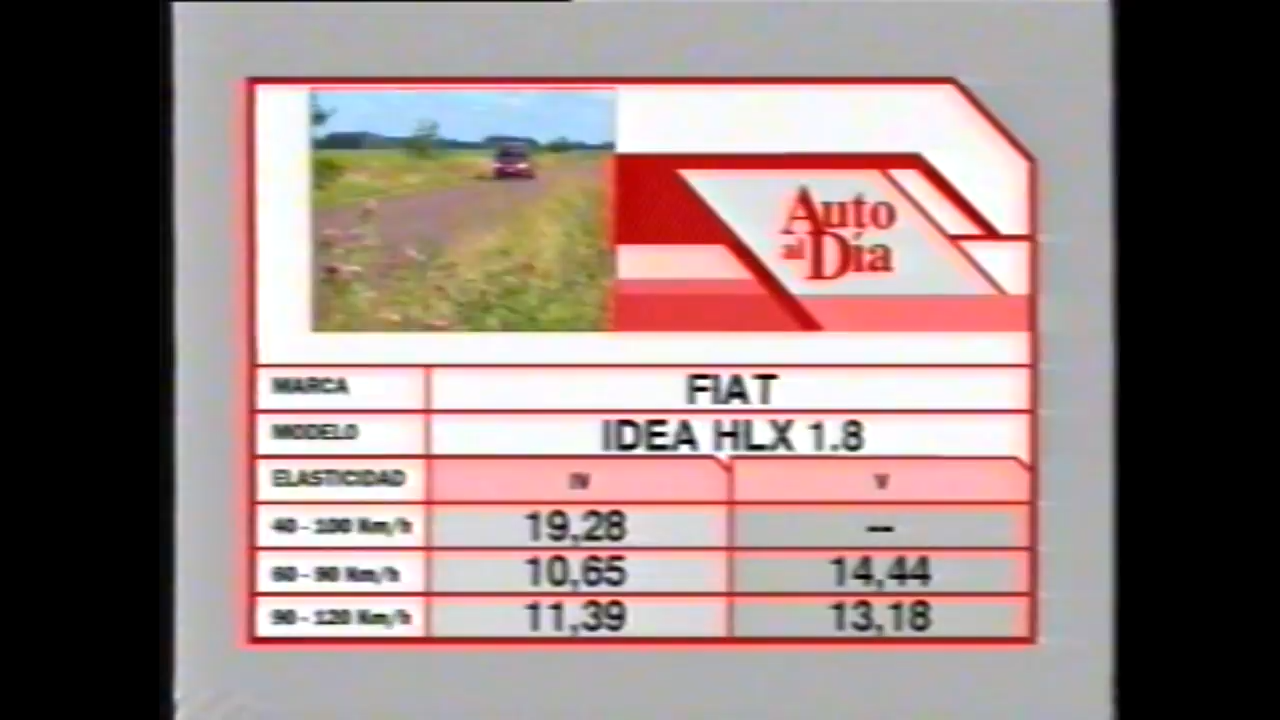 Auto
al Día
MARCA FIAT
MODELO IDEA HLX 1.8
ELASTICIDAD IV V
40 - 100 Km/h 19,28 --
60 - 90 Km/h 10,65 14,44
90 - 120 Km/h 11,39 13,18